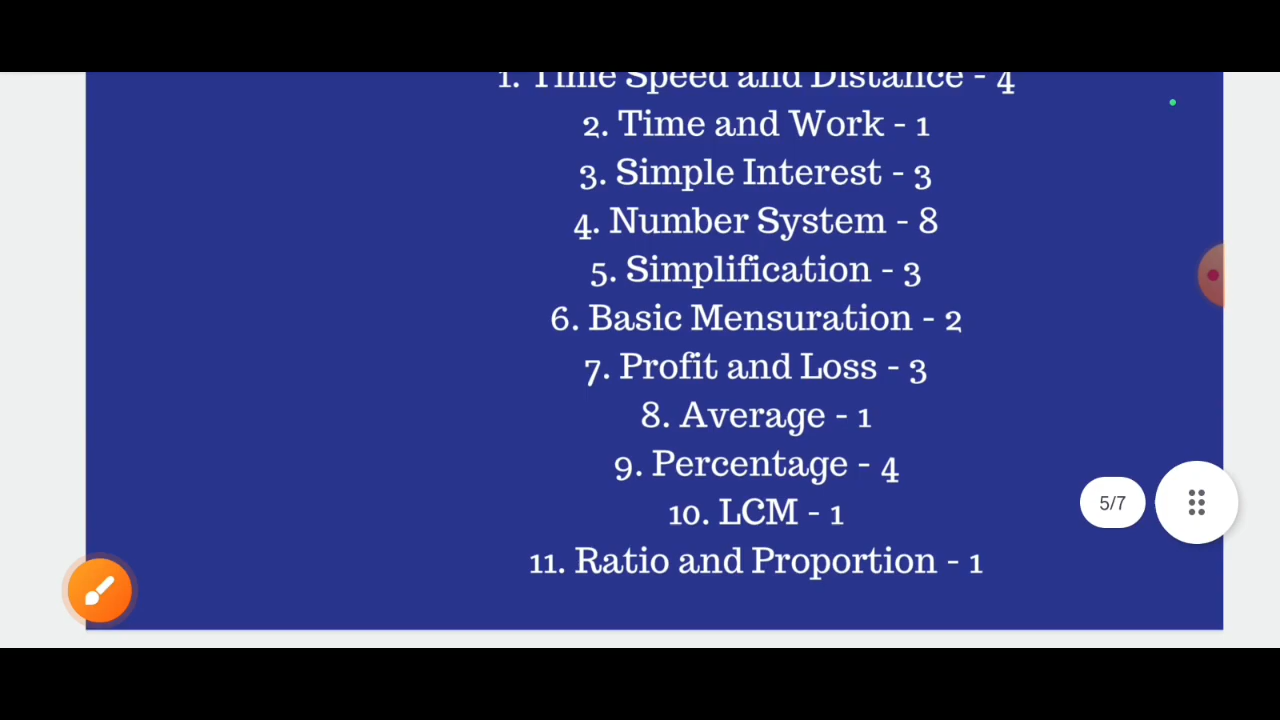 1. Time Speed and Distance - 4
2. Time and Work - 1
3. Simple Interest - 3
4. Number System - 8
5. Simplification - 3
6. Basic Mensuration - 2
7. Profit and Loss - 3
8. Average - 1
9. Percentage - 4
10. LCM - 1
5/7
11. Ratio and Proportion - 1